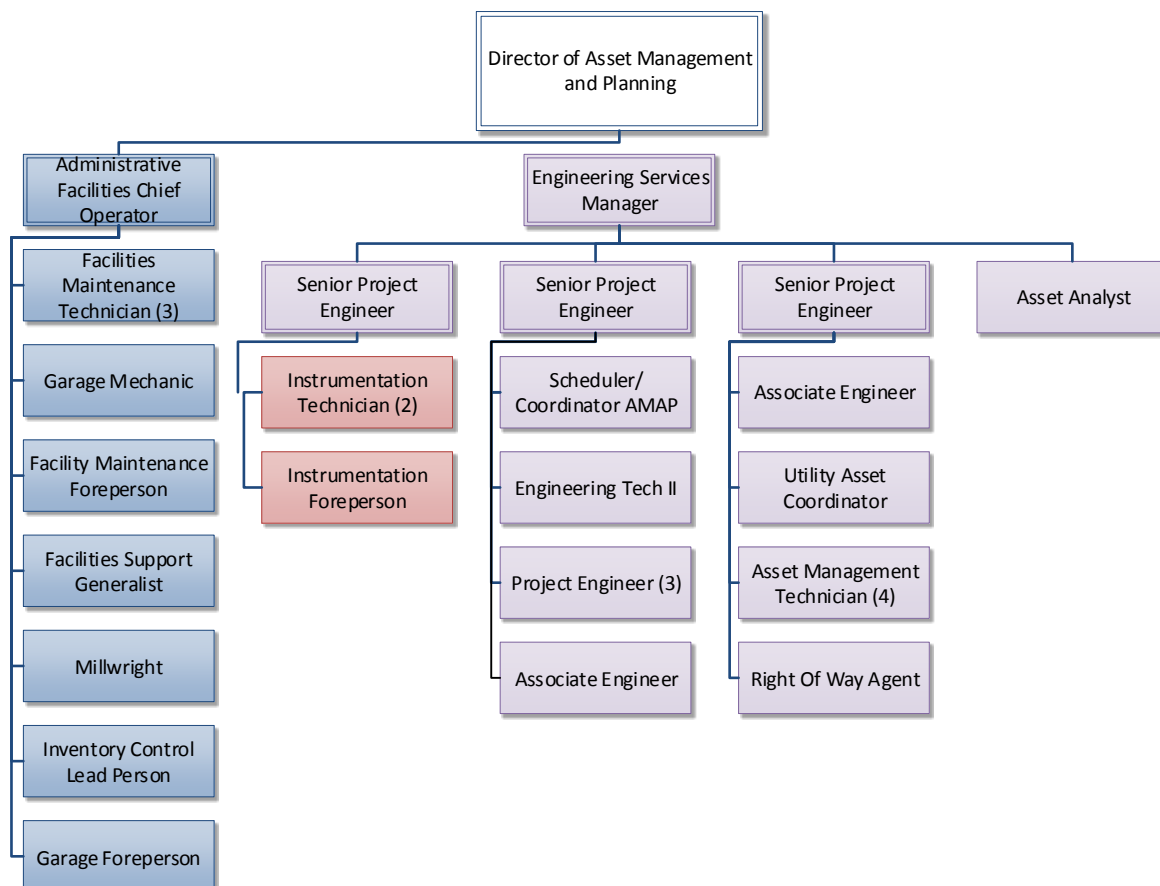 Director of Asset Management
and Planning
Administrative
Facilities Chief
Operator
Engineering Services
Manager
Facilities
Maintenance
Technician (3)
Senior Project
Engineer
Senior Project
Engineer
Senior Project
Engineer
Asset Analyst
Garage Mechanic
Instrumentation
Technician (2)
Scheduler/
Coordinator AMAP
Associate Engineer
Facility Maintenance
Foreperson
Instrumentation
Foreperson
Engineering Tech II
Utility Asset
Coordinator
Facilities Support
Generalist
Project Engineer (3)
Asset Management
Technician (4)
Millwright
Associate Engineer
Right Of Way Agent
Inventory Control
Lead Person
Garage Foreperson